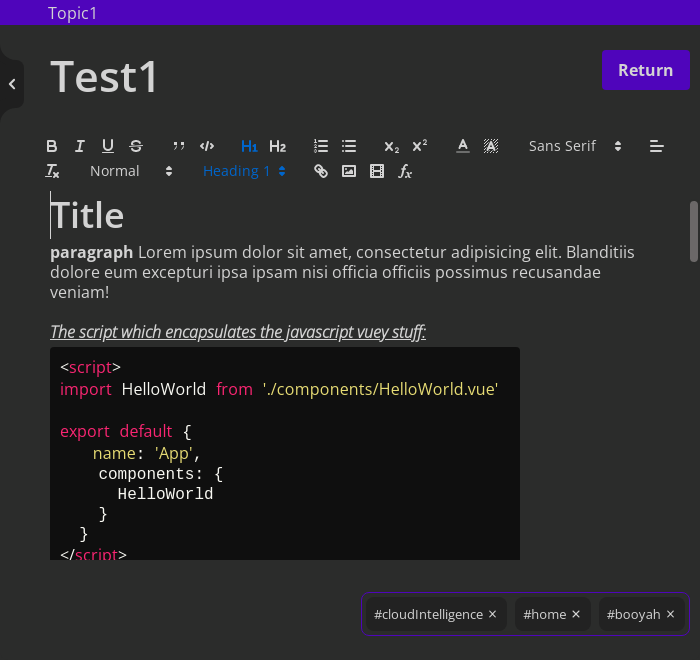 Topic1
Test1
Return
B I U S ” </> H1 H2 x₂ x² A A Sans Serif
Tx Normal Heading 1 fx
Title
paragraph Lorem ipsum dolor sit amet, consectetur adipisicing elit. Blanditiis
dolore eum excepturi ipsa ipsam nisi officia officiis possimus recusandae
veniam!
The script which encapsulates the javascript vuey stuff:
<script>
import HelloWorld from './components/HelloWorld.vue'
export default {
name: 'App',
components: {
HelloWorld
}
}
</script>
#cloudIntelligence × #home × #booyah ×